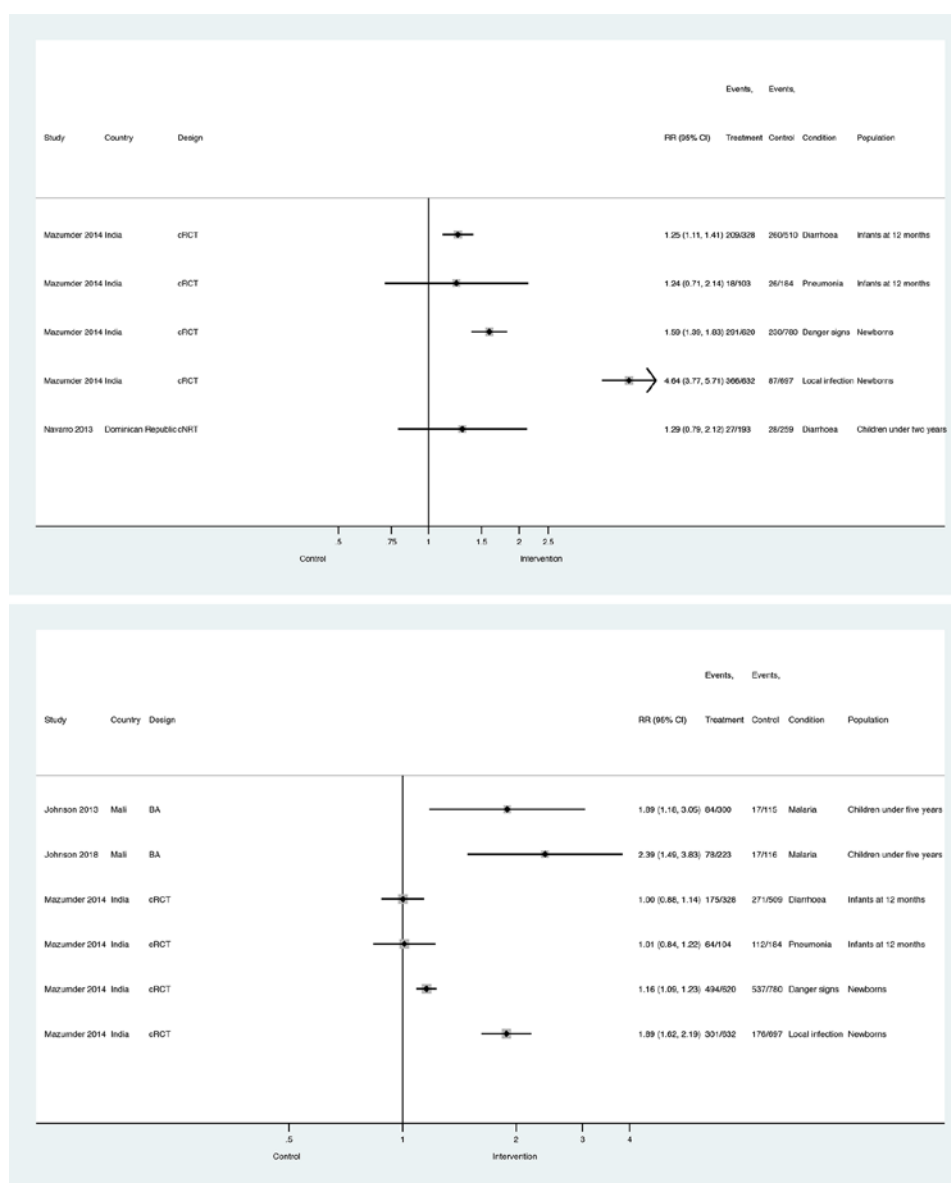 Events, Events,
Study Country Design RR (95% CI) Treatment Control Condition Population
Mazumder 2014 India cRCT 1.25 (1.11, 1.41) 209/328 260/510 Diarrhoea Infants at 12 months
Mazumder 2014 India cRCT 1.24 (0.71, 2.14) 18/103 26/184 Pneumonia Infants at 12 months
Mazumder 2014 India cRCT 1.59 (1.39, 1.83) 291/620 230/780 Danger signs Newborns
Mazumder 2014 India cRCT 4.64 (3.77, 5.71) 366/632 87/697 Local infection Newborns
Navarro 2013 Dominican Republic cNRT 1.29 (0.79, 2.12) 27/193 28/259 Diarrhoea Children under two years
.5 .75 1 1.5 2 2.5
Control Intervention
Events, Events,
Study Country Design RR (95% CI) Treatment Control Condition Population
Johnson 2013 Mali BA 1.89 (1.18, 3.05) 84/300 17/115 Malaria Children under five years
Johnson 2018 Mali BA 2.39 (1.49, 3.83) 78/223 17/116 Malaria Children under five years
Mazumder 2014 India cRCT 1.00 (0.88, 1.14) 175/328 271/509 Diarrhoea Infants at 12 months
Mazumder 2014 India cRCT 1.01 (0.84, 1.22) 64/104 112/184 Pneumonia Infants at 12 months
Mazumder 2014 India cRCT 1.16 (1.09, 1.23) 494/620 537/780 Danger signs Newborns
Mazumder 2014 India cRCT 1.89 (1.62, 2.19) 301/632 176/697 Local infection Newborns
.5 1 2 3 4
Control Intervention